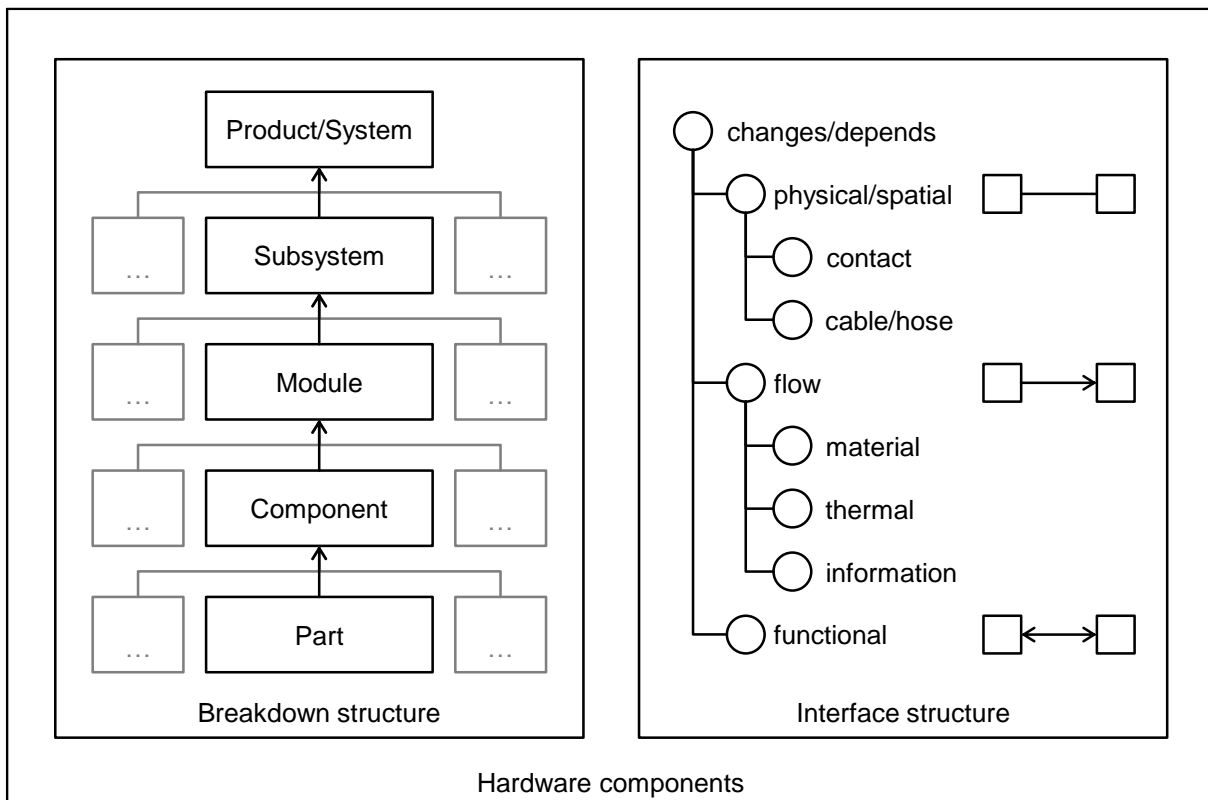 Product/System
...
Subsystem
...
...
Module
...
...
Component
...
...
Part
...
Breakdown structure
changes/depends
physical/spatial
contact
cable/hose
flow
material
thermal
information
functional
Interface structure
Hardware components